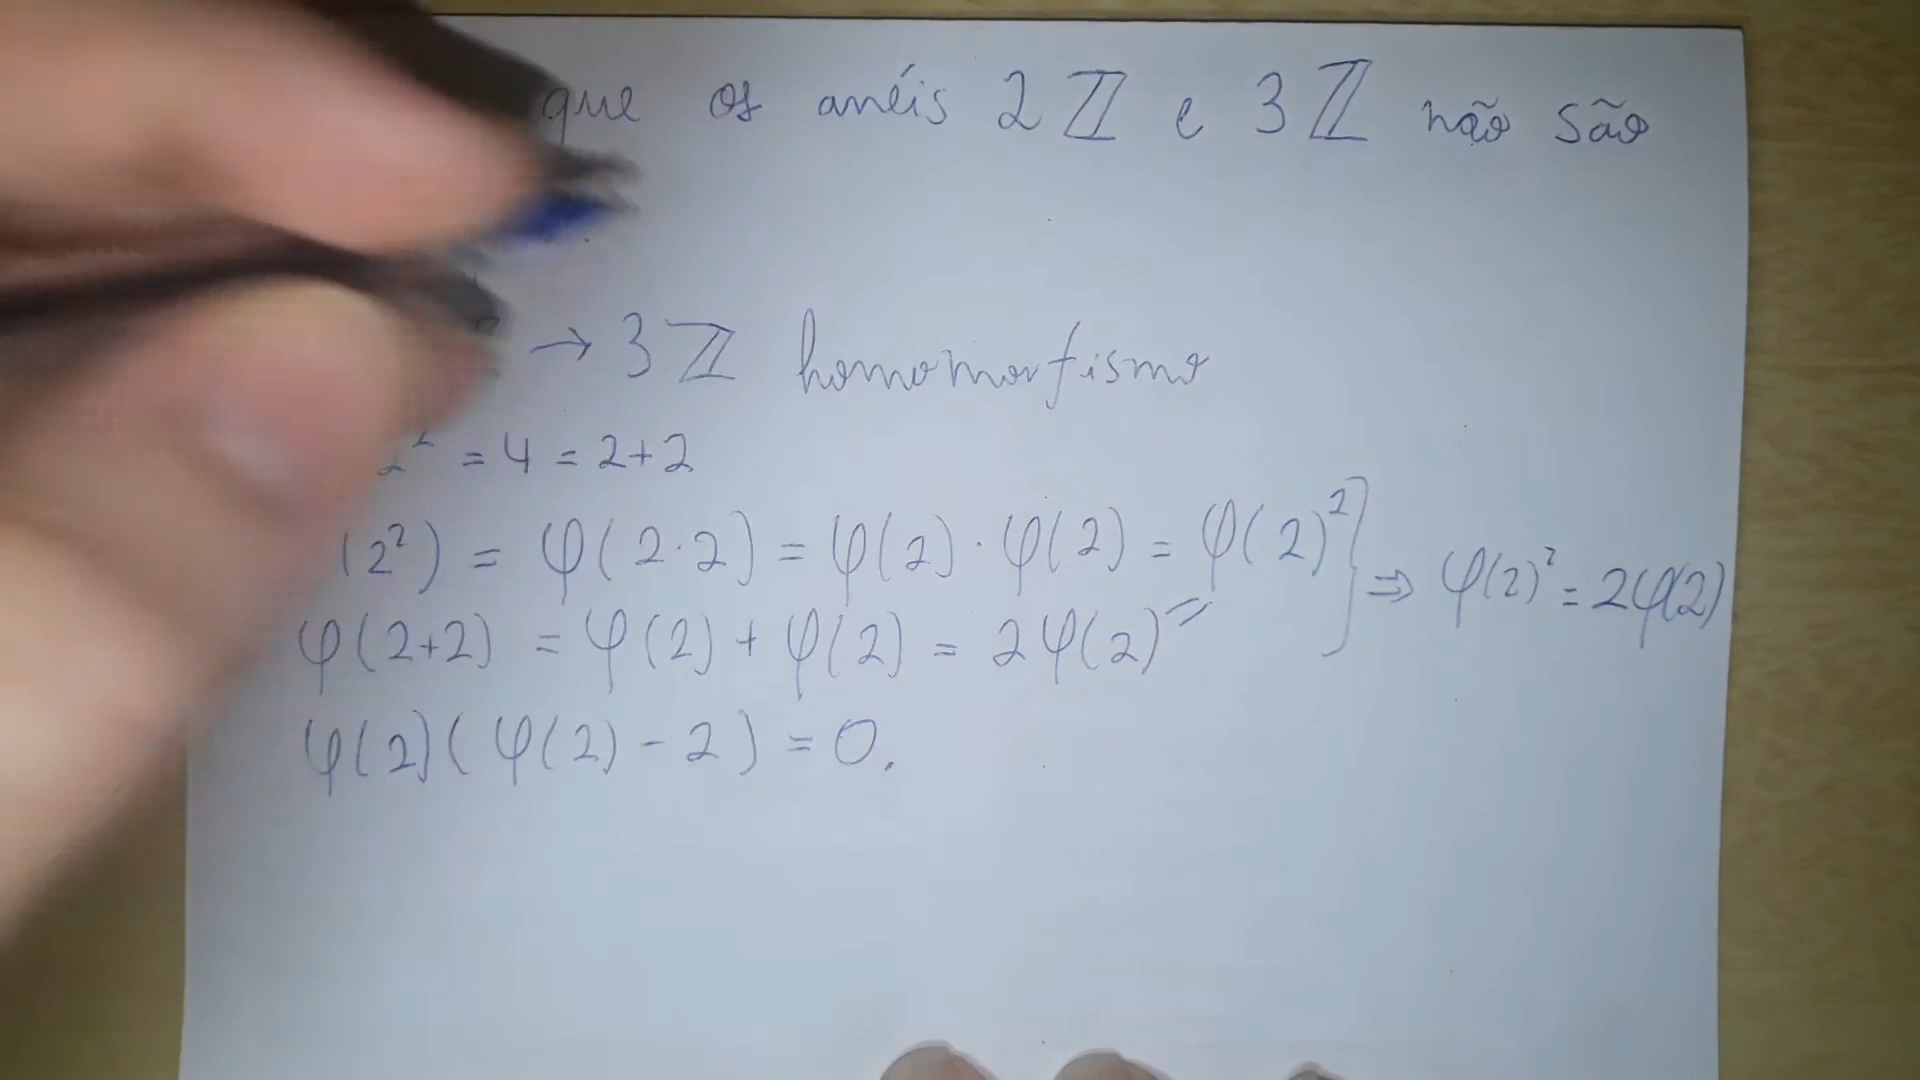 que os anéis 2ℤ e 3ℤ não são
→ 3ℤ homomorfismo
2² = 4 = 2+2
(2²) = φ(2·2) = φ(2)·φ(2) = φ(2)² } ⇒ φ(2)² = 2φ(2)
φ(2+2) = φ(2) + φ(2) = 2φ(2) =
φ(2)(φ(2) - 2) = 0.